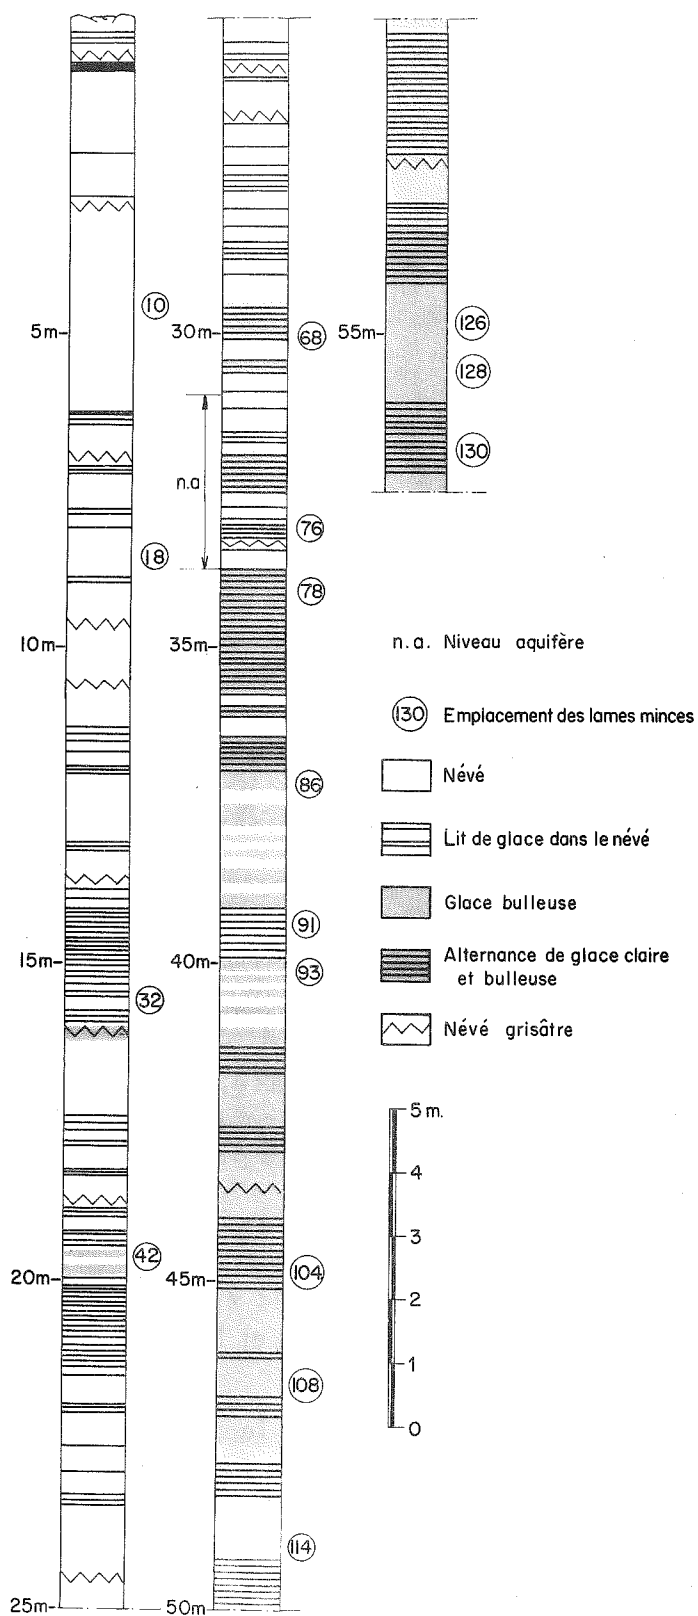 10
5m
18
10m
15m
32
42
20m
25m
30m
68
n.a
76
78
35m
86
91
40m
93
45m
104
108
114
50m
55m
126
128
130
n.a. Niveau aquifère
130 Emplacement des lames minces
Névé
Lit de glace dans le névé
Glace bulleuse
Alternance de glace claire
et bulleuse
Névé grisâtre
5 m.
4
3
2
1
0